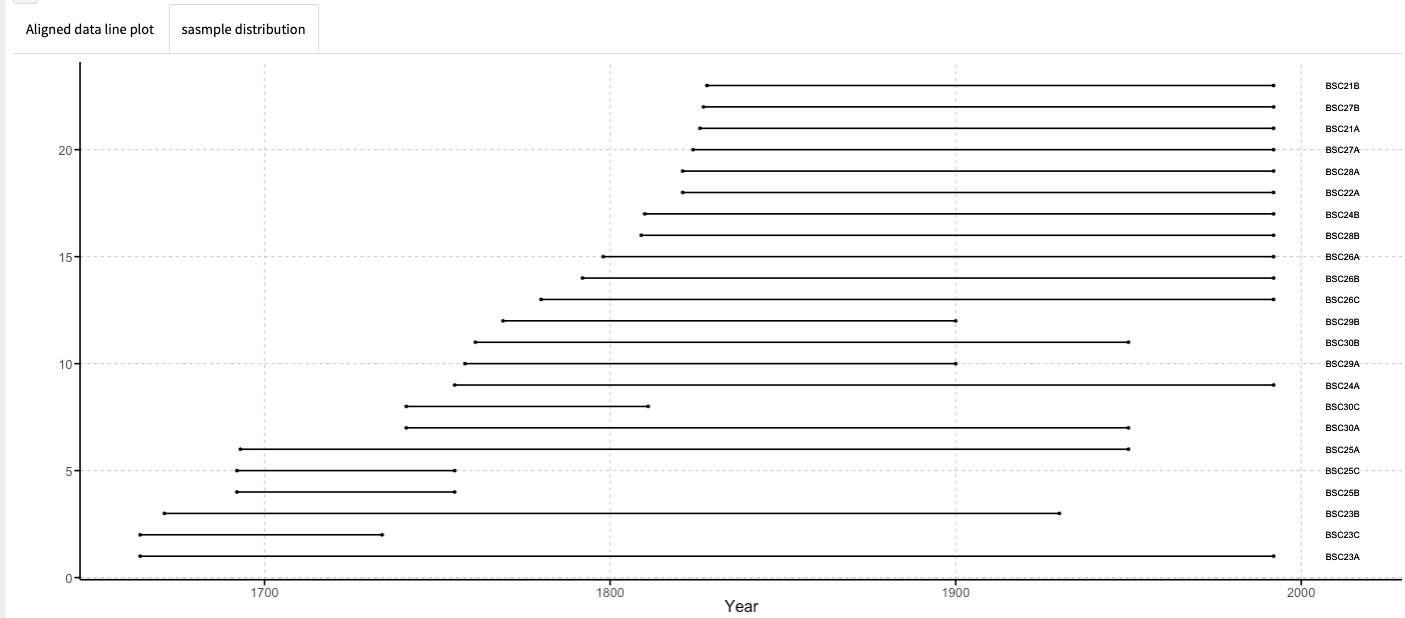 Aligned data line plot sasmple distribution
BSC21B
BSC27B
BSC21A
20 BSC27A
BSC28A
BSC22A
BSC24B
BSC28B
15 BSC26A
BSC26B
BSC26C
BSC29B
BSC30B
10 BSC29A
BSC24A
BSC30C
BSC30A
BSC25A
5 BSC25C
BSC25B
BSC23B
BSC23C
BSC23A
0
1700 1800 1900 2000
Year